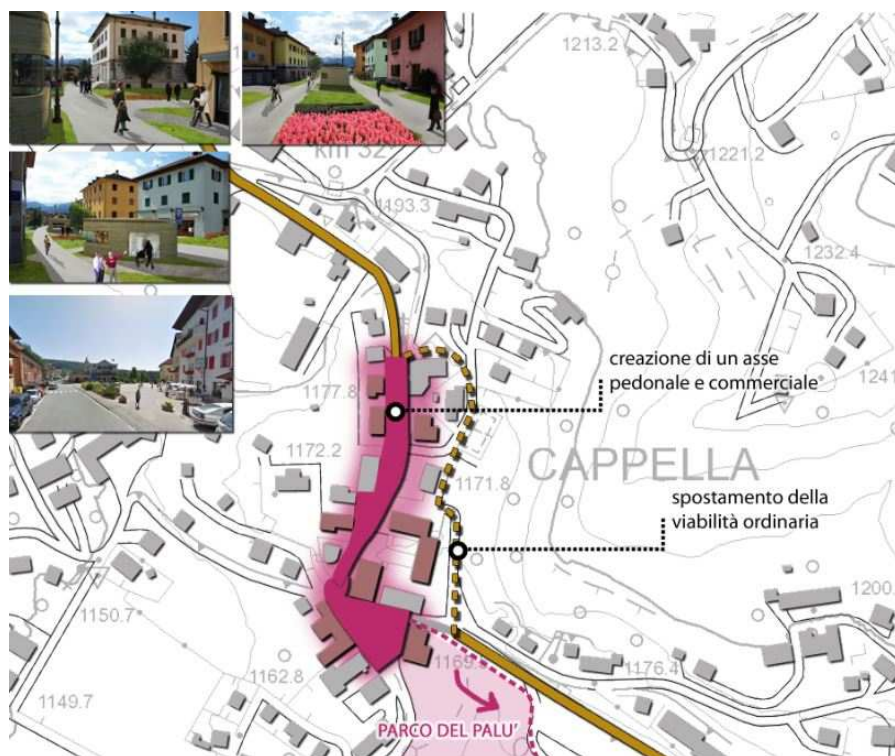 1213.2
km 32
1221.2
1193.3
1232.4
creazione di un asse
pedonale e commerciale
1177.8
1241
1172.2
CAPPELLA
1171.8
spostamento della
viabilità ordinaria
1150.7
1200.
1169.
1176.4
1162.8
1149.7
PARCO DEL PALU'